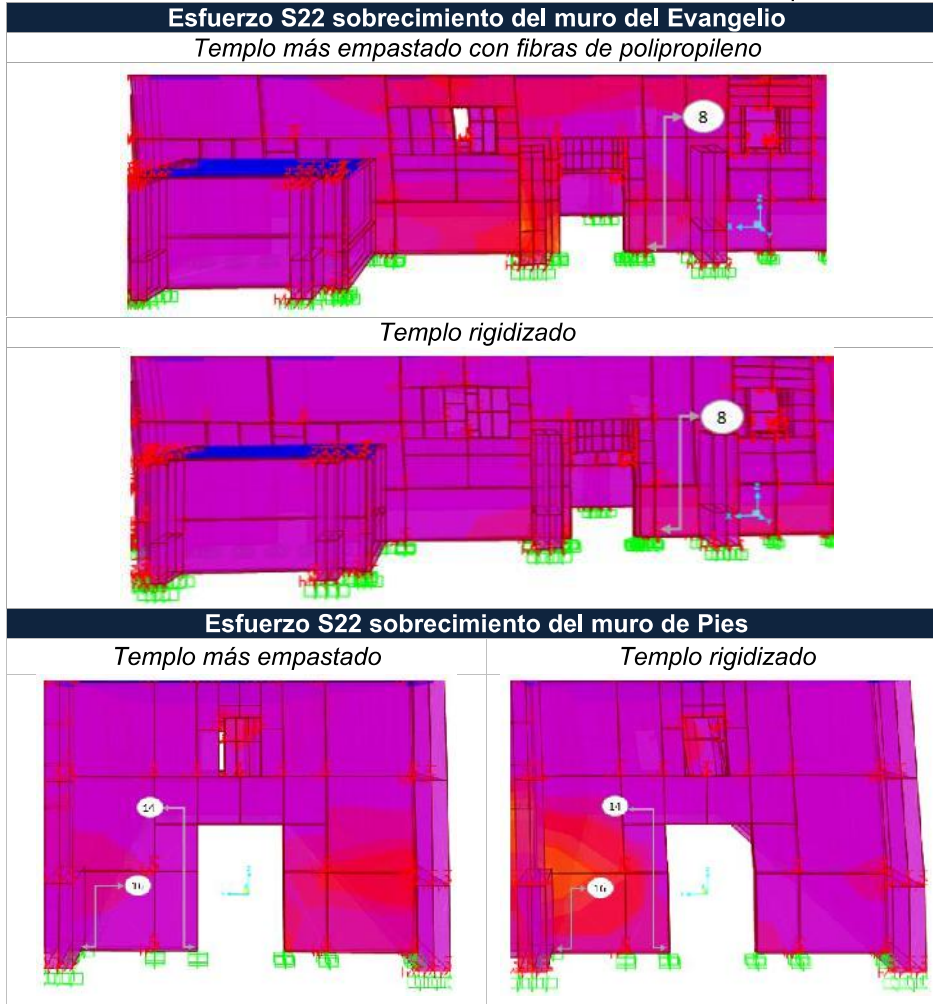 Esfuerzo S22 sobrecimiento del muro del Evangelio
Templo más empastado con fibras de polipropileno
8
Templo rigidizado
8
Esfuerzo S22 sobrecimiento del muro de Pies
Templo más empastado
Templo rigidizado
14
16
14
16